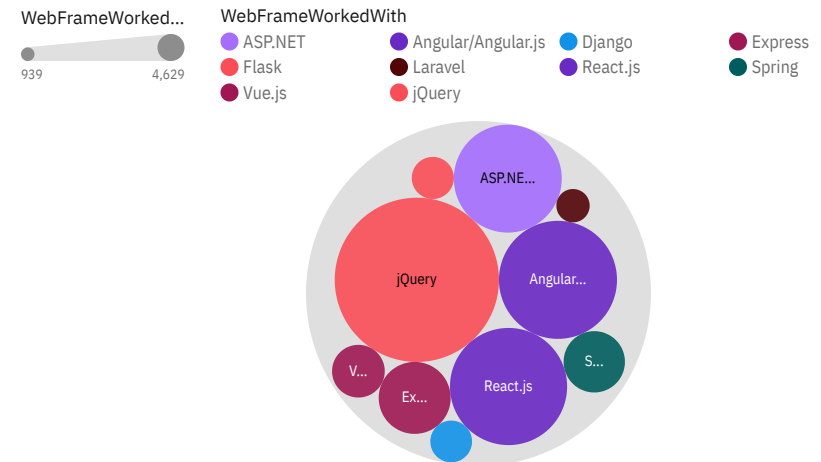 WebFrameWorked...
939 4,629
WebFrameWorkedWith
ASP.NET Angular/Angular.js Django Express
Flask Laravel React.js Spring
Vue.js jQuery
ASP.NE...
jQuery
Angular...
S...
V...
React.js
Ex...